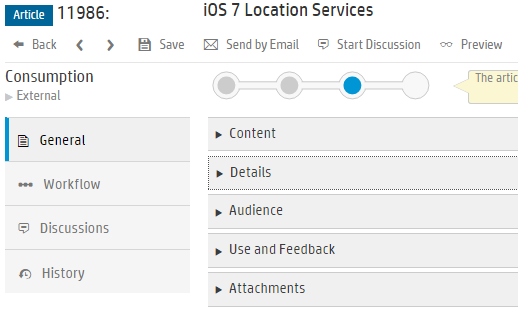 Article 11986: iOS 7 Location Services
Back Save Send by Email Start Discussion Preview
Consumption
External
The artic
General
Workflow
Discussions
History
Content
Details
Audience
Use and Feedback
Attachments